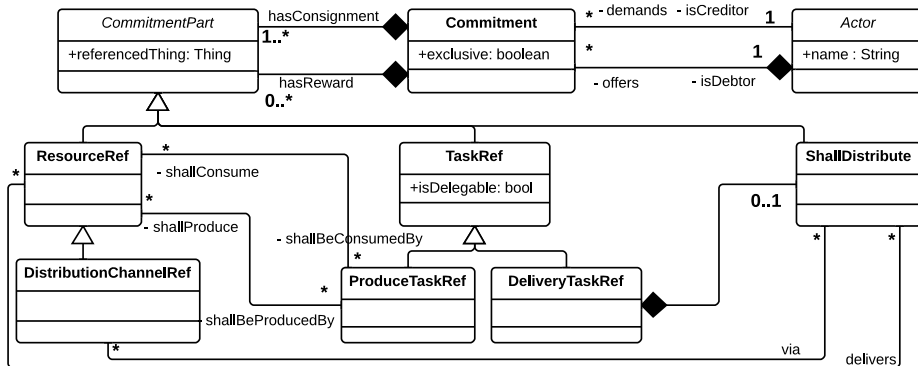 CommitmentPart
+referencedThing: Thing
hasConsignment
1..*
hasReward
0..*
Commitment
+exclusive: boolean
* - demands - isCreditor 1
* 1
- offers - isDebtor
Actor
+name : String
ResourceRef
*
*
- shallConsume
*
- shallProduce
TaskRef
+isDelegable: bool
ShallDistribute
0..1
* *
- shallBeConsumedBy
*
DistributionChannelRef
*
ProduceTaskRef
DeliveryTaskRef
shallBeProducedBy
*
via
delivers